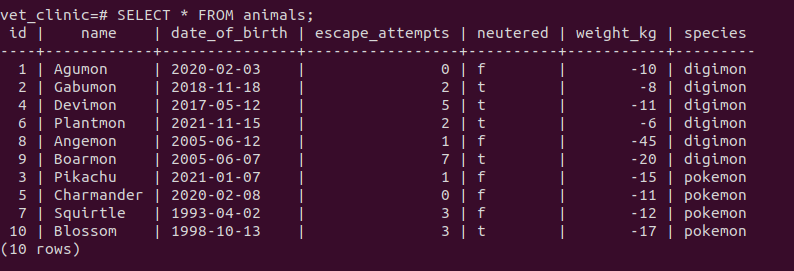 vet_clinic=# SELECT * FROM animals;
 id |    name    | date_of_birth | escape_attempts | neutered | weight_kg | species
----+------------+---------------+-----------------+----------+-----------+---------
  1 | Agumon     | 2020-02-03    |               0 | f        |       -10 | digimon
  2 | Gabumon    | 2018-11-18    |               2 | t        |        -8 | digimon
  4 | Devimon    | 2017-05-12    |               5 | t        |       -11 | digimon
  6 | Plantmon   | 2021-11-15    |               2 | t        |        -6 | digimon
  8 | Angemon    | 2005-06-12    |               1 | f        |       -45 | digimon
  9 | Boarmon    | 2005-06-07    |               7 | t        |       -20 | digimon
  3 | Pikachu    | 2021-01-07    |               1 | f        |       -15 | pokemon
  5 | Charmander | 2020-02-08    |               0 | f        |       -11 | pokemon
  7 | Squirtle   | 1993-04-02    |               3 | f        |       -12 | pokemon
 10 | Blossom    | 1998-10-13    |               3 | t        |       -17 | pokemon
(10 rows)